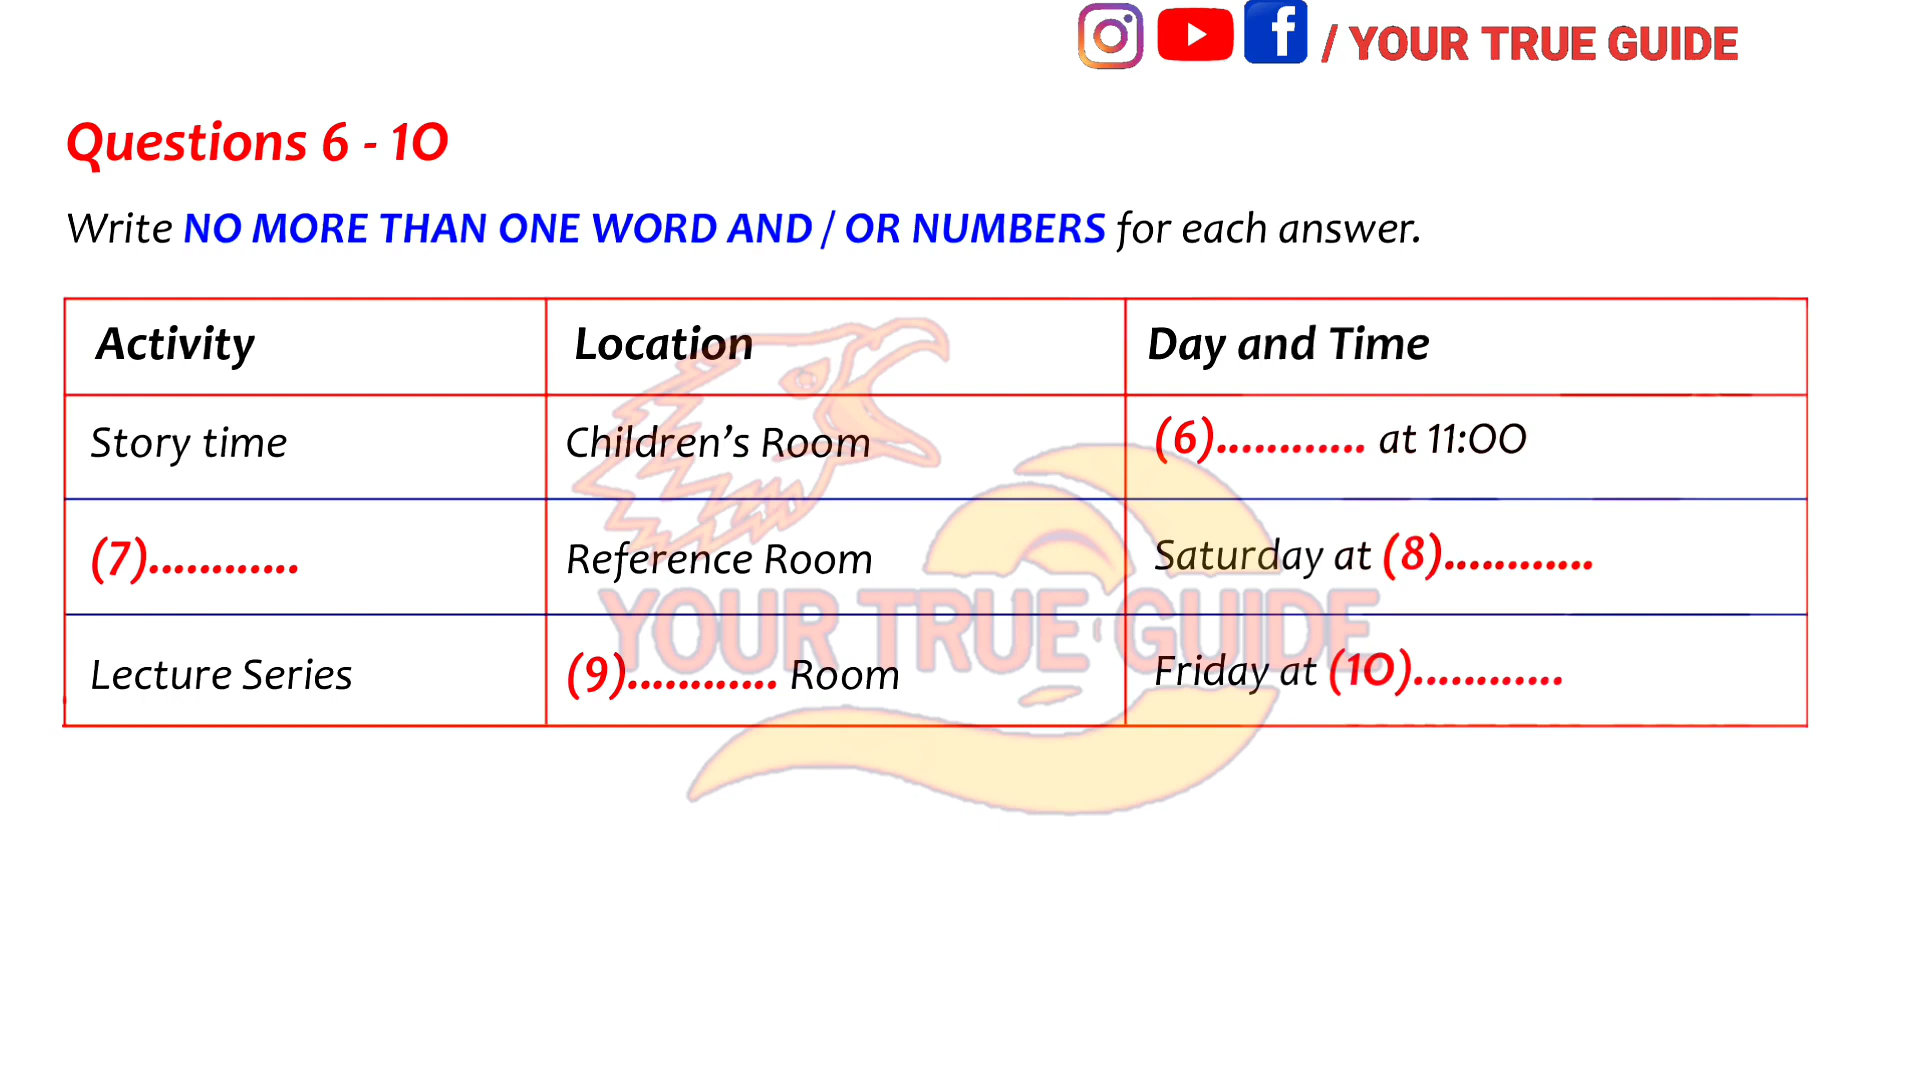 / YOUR TRUE GUIDE
Questions 6 - 10
Write NO MORE THAN ONE WORD AND / OR NUMBERS for each answer.
Activity Location Day and Time
Story time Children’s Room (6)............ at 11:00
(7)............ Reference Room Saturday at (8)............
YOUR TRUE GUIDE
Lecture Series (9)............ Room Friday at (10)............